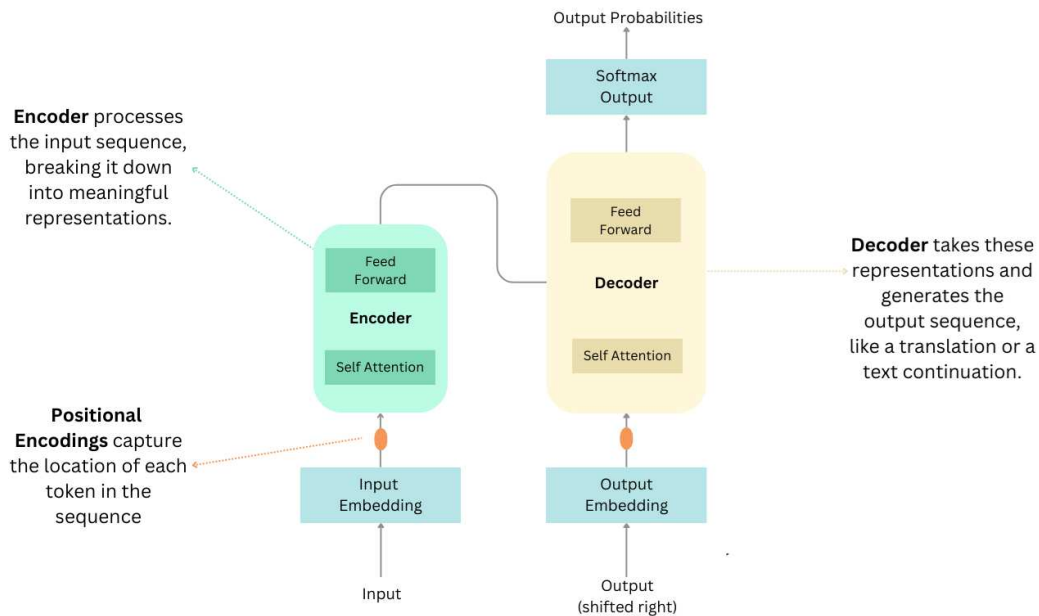 Output Probabilities
Softmax
Output
Encoder processes
the input sequence,
breaking it down
into meaningful
representations.
Feed
Forward
Encoder
Self Attention
Feed
Forward
Decoder
Self Attention
Decoder takes these
representations and
generates the
output sequence,
like a translation or a
text continuation.
Positional
Encodings capture
the location of each
token in the
sequence
Input
Embedding
Output
Embedding
Input
Output
(shifted right)